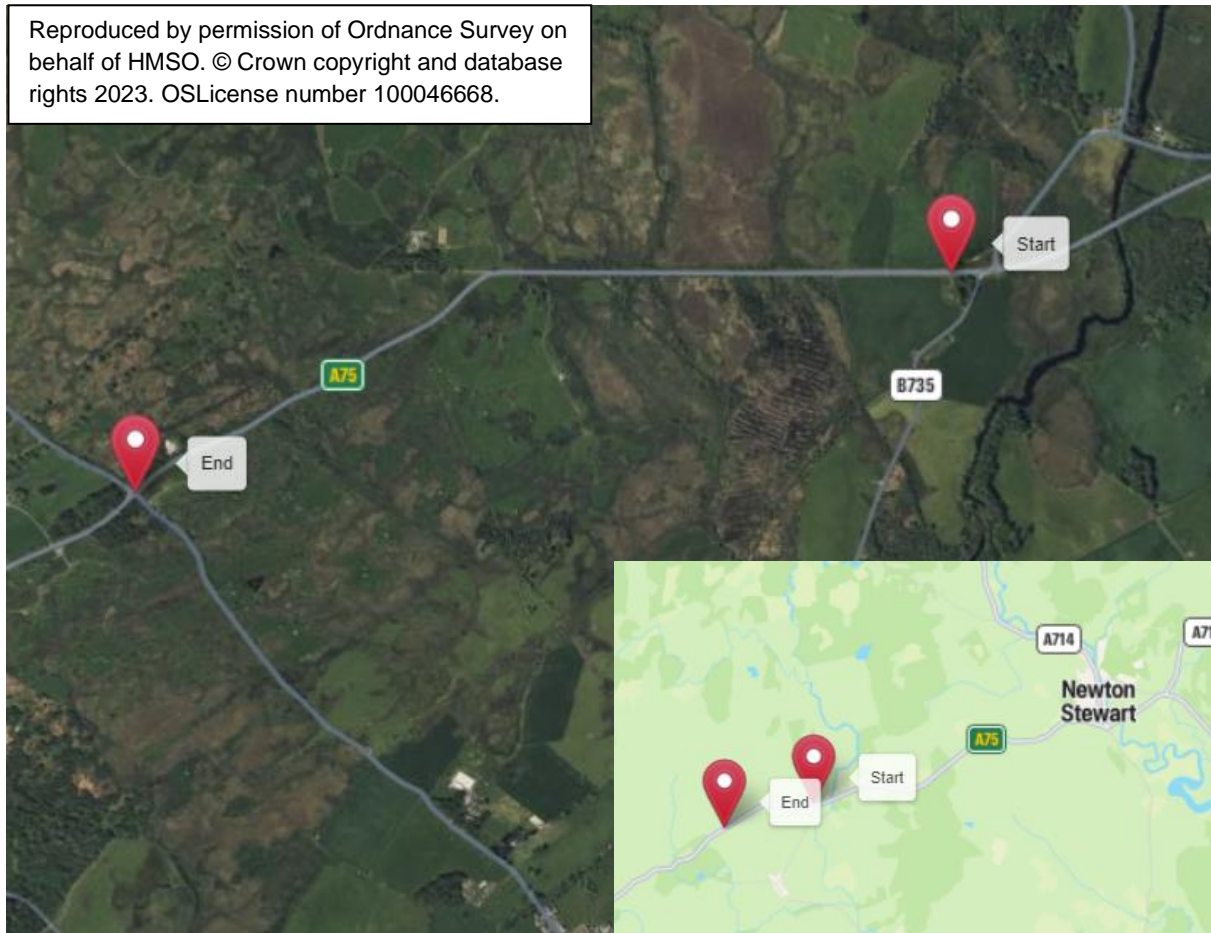 Reproduced by permission of Ordnance Survey on
behalf of HMSO. © Crown copyright and database
rights 2023. OSLicense number 100046668.
Start
A75
B735
End
A714
A71
Newton
Stewart
A75
Start
End